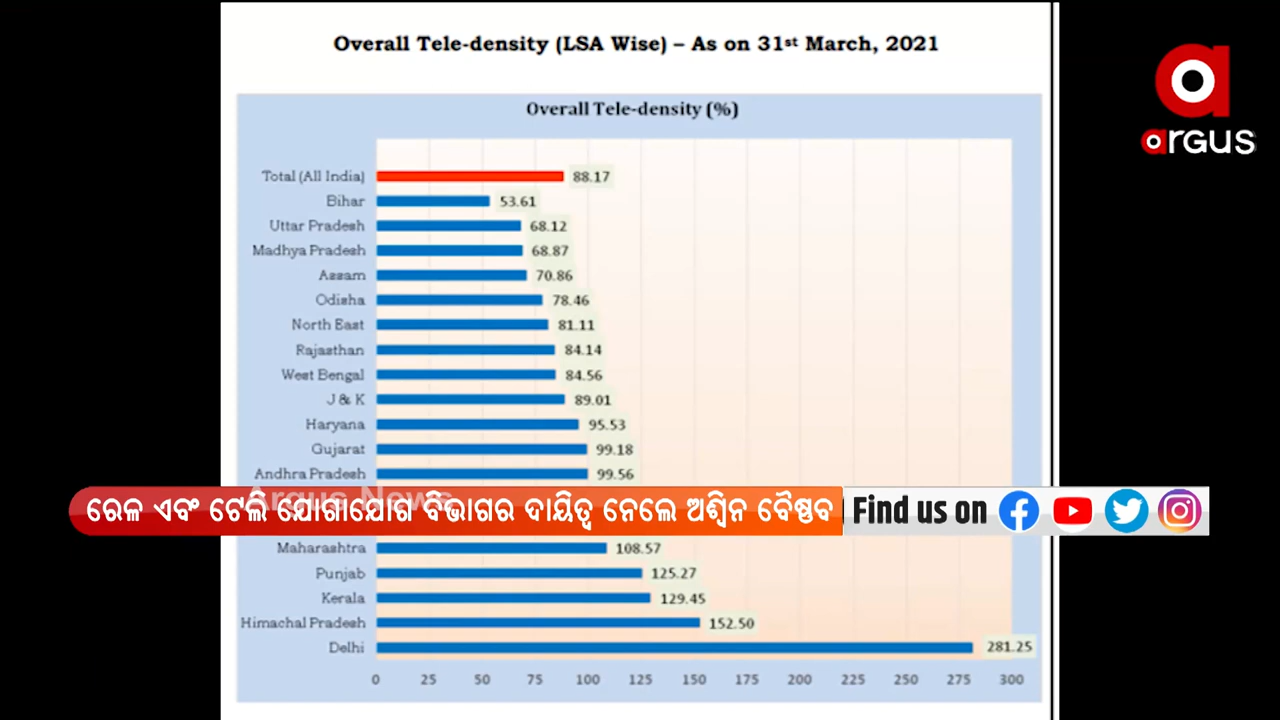 Overall Tele-density (LSA Wise) – As on 31st March, 2021
argus
Overall Tele-density (%)
Total (All India) 88.17
Bihar 53.61
Uttar Pradesh 68.12
Madhya Pradesh 68.87
Assam 70.86
Odisha 78.46
North East 81.11
Rajasthan 84.14
West Bengal 84.56
J & K 89.01
Haryana 95.53
Gujarat 99.18
Andhra Pradesh 99.56
Argus News
ରେଳ ଏବଂ ଟେଲି ଯୋଗାଯୋଗ ବିଭାଗର ଦାୟିତ୍ୱ ନେଲେ ଅଶ୍ୱିନ ବୈଷ୍ଣବ
Find us on
Maharashtra 108.57
Punjab 125.27
Kerala 129.45
Himachal Pradesh 152.50
Delhi 281.25
0 25 50 75 100 125 150 175 200 225 250 275 300